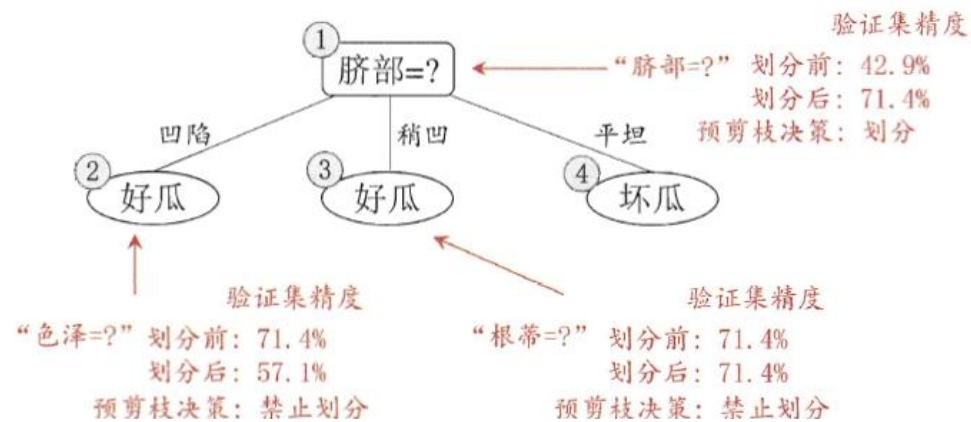 验证集精度
①
脐部=?
“脐部=?” 划分前: 42.9%
划分后: 71.4%
预剪枝决策: 划分
凹陷
稍凹
平坦
②
好瓜
③
好瓜
④
坏瓜
验证集精度
“色泽=?” 划分前: 71.4%
划分后: 57.1%
预剪枝决策: 禁止划分
验证集精度
“根蒂=?” 划分前: 71.4%
划分后: 71.4%
预剪枝决策: 禁止划分